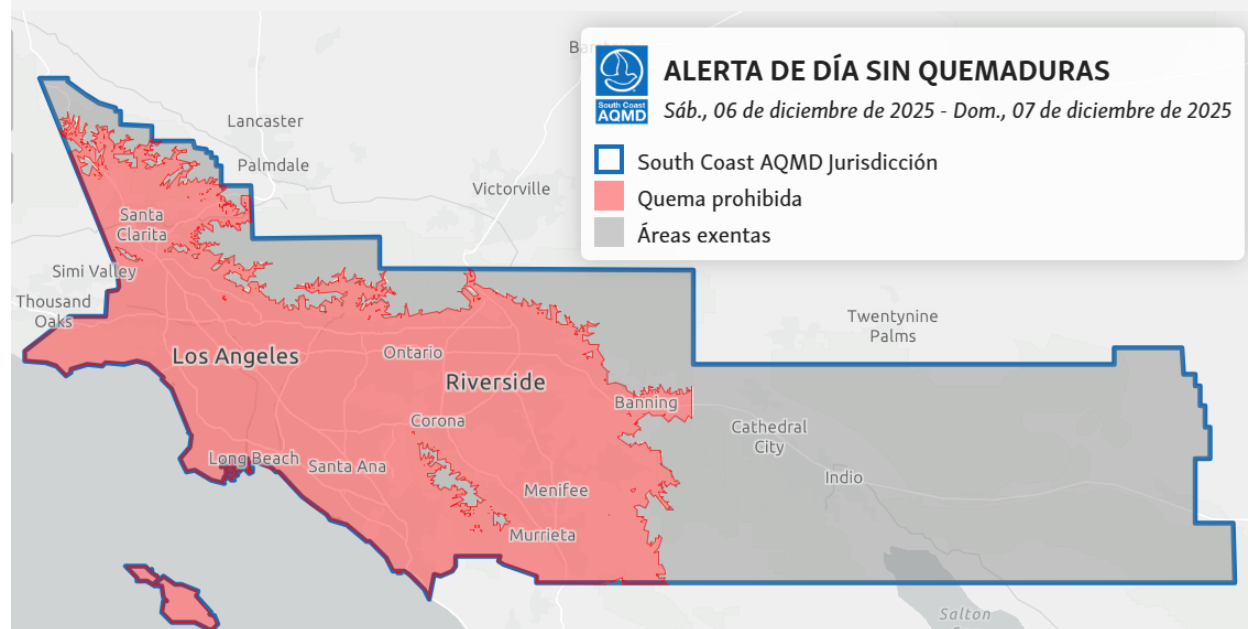 ALERTA DE DÍA SIN QUEMADURAS
South Coast
AQMD
Sáb., 06 de diciembre de 2025 - Dom., 07 de diciembre de 2025
South Coast AQMD Jurisdicción
Quema prohibida
Áreas exentas
Lancaster
Palmdale
Victorville
Santa
Clarita
Simi Valley
Thousand
Oaks
Twentynine
Palms
Los Angeles
Ontario
Riverside
Banning
Corona
Cathedral
City
Long Beach
Santa Ana
Indio
Menifee
Murrieta
Salton